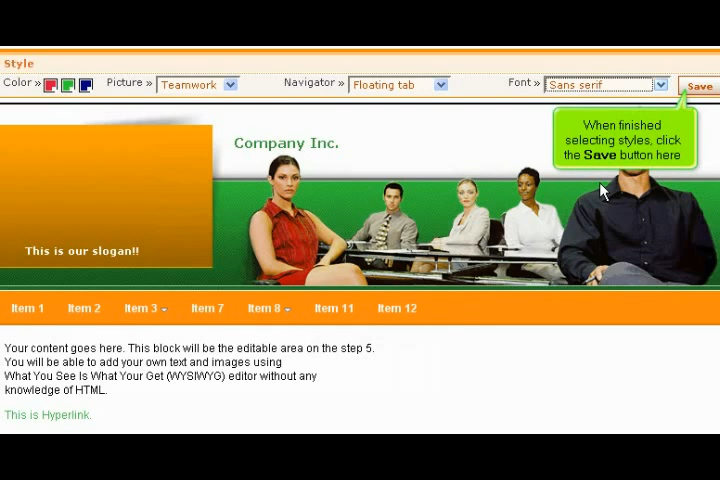 Style
Color » Picture » Teamwork Navigator » Floating tab Font » Sans serif Save
When finished
selecting styles, click
the Save button here
Company Inc.
This is our slogan!!
Item 1 Item 2 Item 3 Item 7 Item 8 Item 11 Item 12
Your content goes here. This block will be the editable area on the step 5.
You will be able to add your own text and images using
What You See Is What Your Get (WYSIWYG) editor without any
knowledge of HTML.
This is Hyperlink.